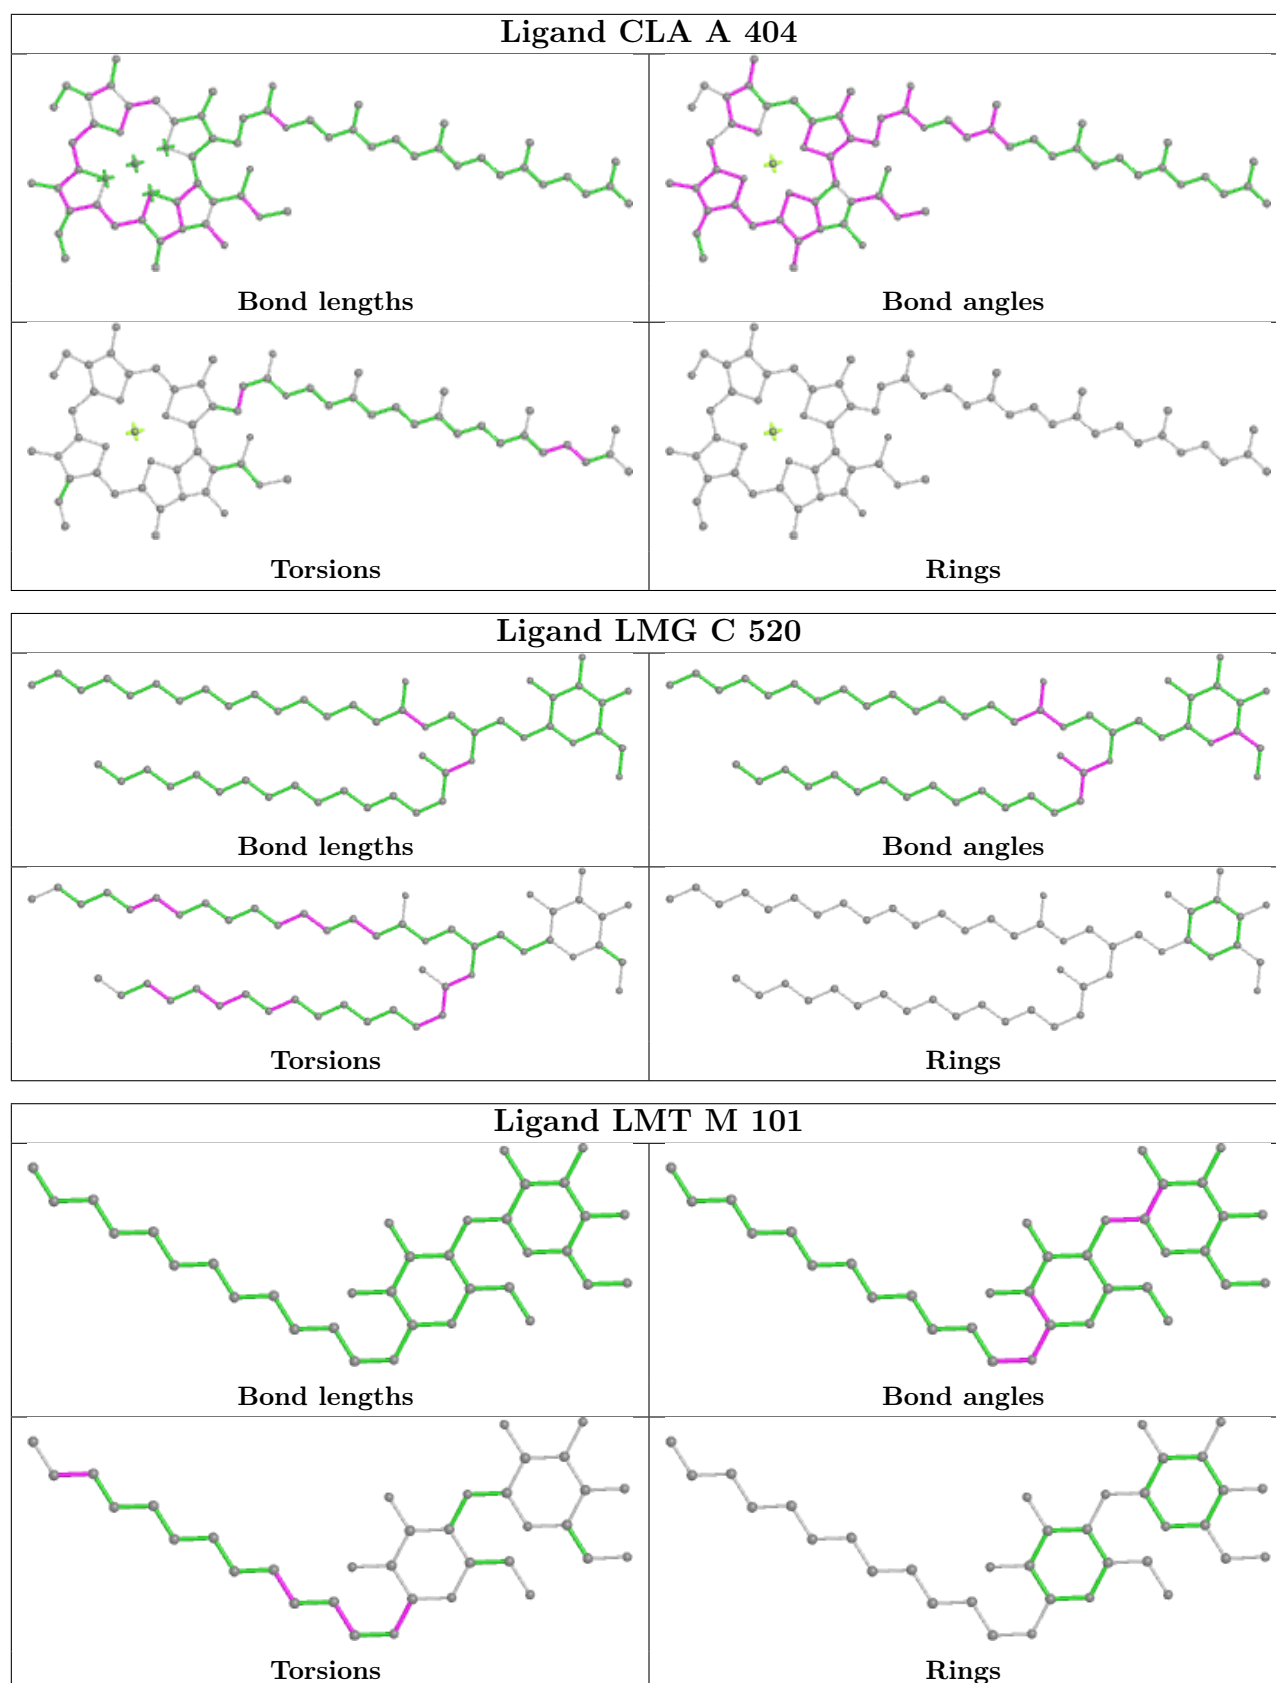 Ligand CLA A 404
Bond lengths
Bond angles
Torsions
Rings
Ligand LMG C 520
Bond lengths
Bond angles
Torsions
Rings
Ligand LMT M 101
Bond lengths
Bond angles
Torsions
Rings